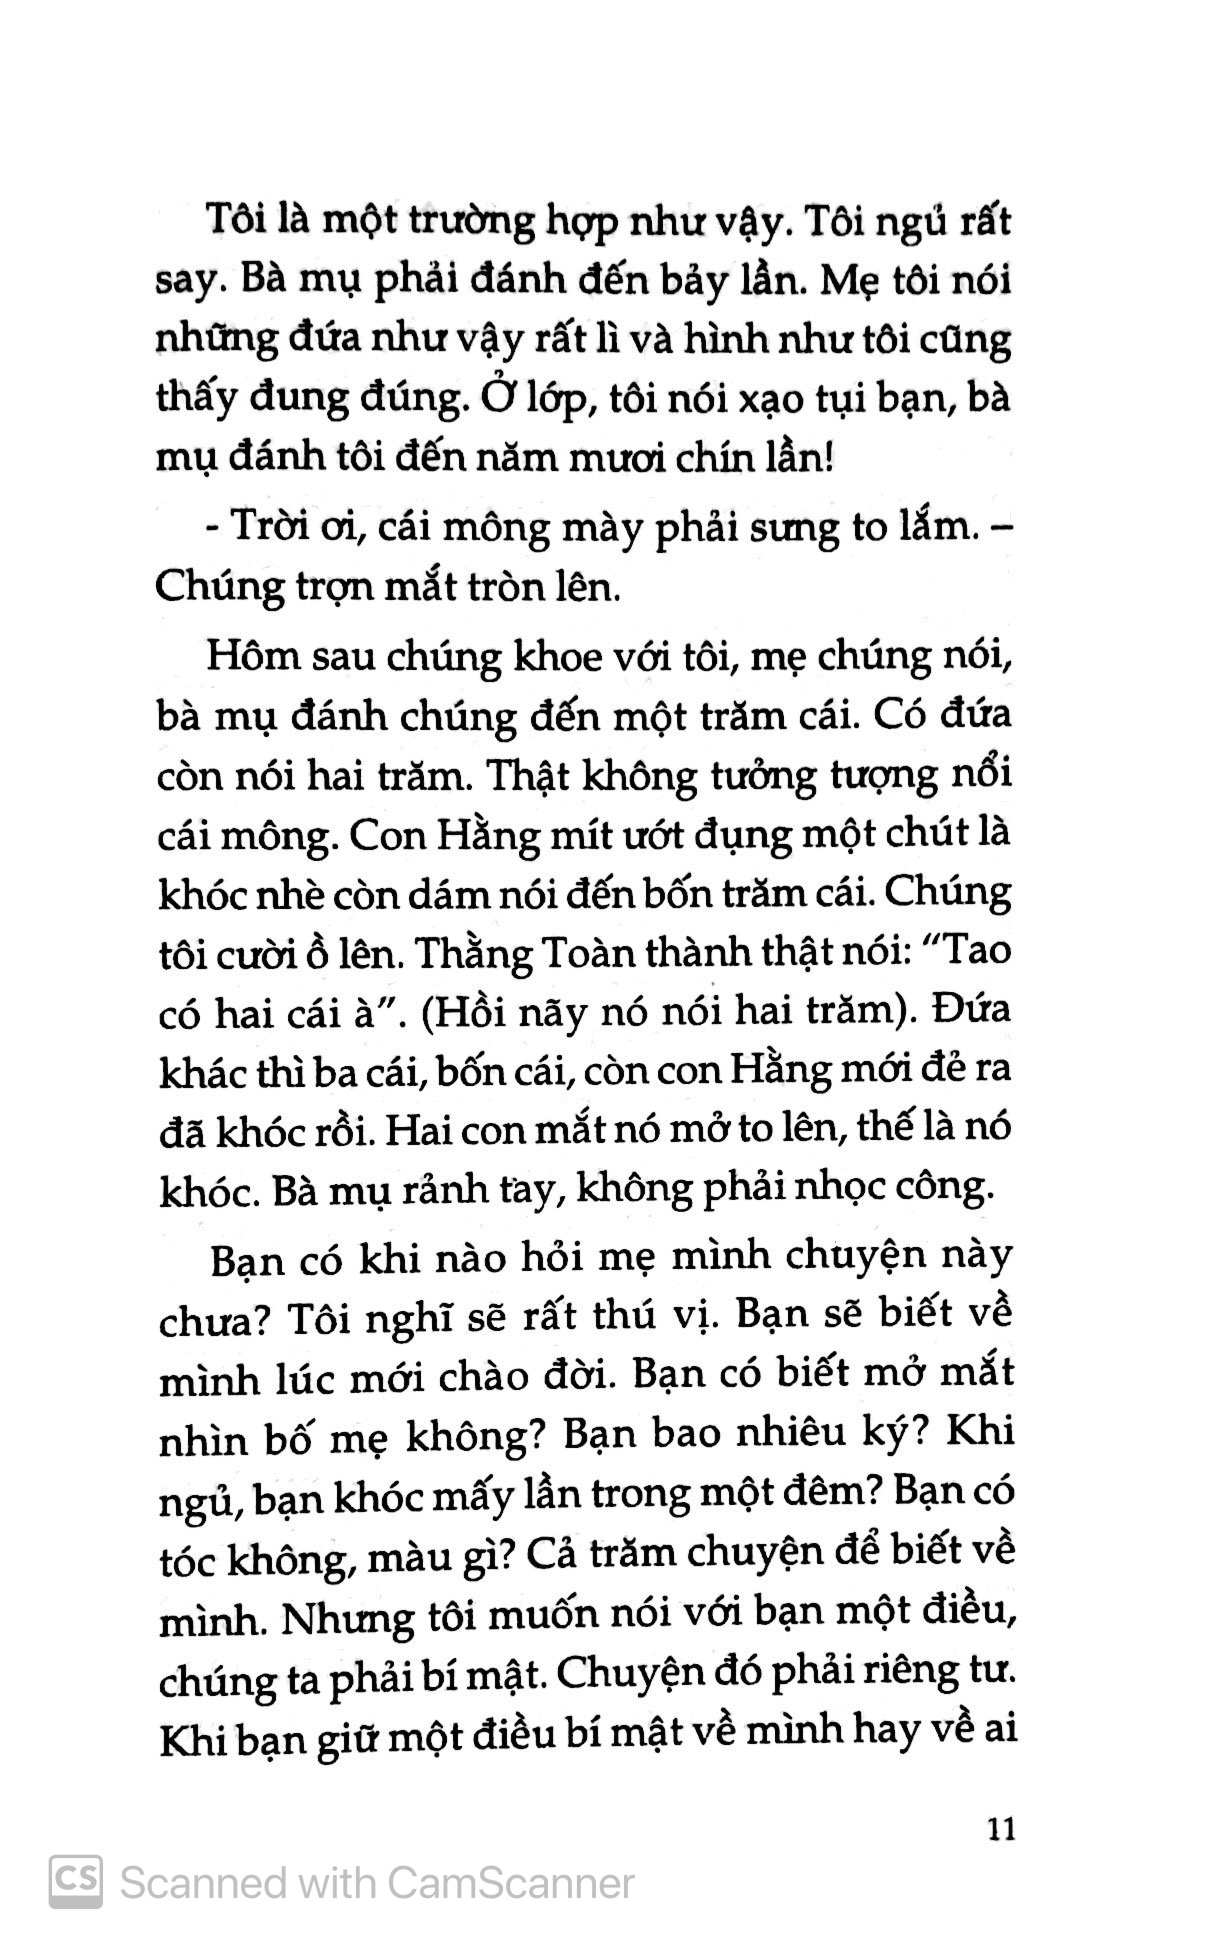 Tôi là một trường hợp như vậy. Tôi ngủ rất
say. Bà mụ phải đánh đến bảy lần. Mẹ tôi nói
những đứa như vậy rất lì và hình như tôi cũng
thấy đung đúng. Ở lớp, tôi nói xạo tụi bạn, bà
mụ đánh tôi đến năm mươi chín lần!
- Trời ơi, cái mông mày phải sưng to lắm. –
Chúng trợn mắt tròn lên.
Hôm sau chúng khoe với tôi, mẹ chúng nói,
bà mụ đánh chúng đến một trăm cái. Có đứa
còn nói hai trăm. Thật không tưởng tượng nổi
cái mông. Con Hằng mít ướt đụng một chút là
khóc nhè còn dám nói đến bốn trăm cái. Chúng
tôi cười ồ lên. Thằng Toàn thành thật nói: “Tao
có hai cái à”. (Hồi nãy nó nói hai trăm). Đứa
khác thì ba cái, bốn cái, còn con Hằng mới đẻ ra
đã khóc rồi. Hai con mắt nó mở to lên, thế là nó
khóc. Bà mụ rảnh tay, không phải nhọc công.
Bạn có khi nào hỏi mẹ mình chuyện này
chưa? Tôi nghĩ sẽ rất thú vị. Bạn sẽ biết về
mình lúc mới chào đời. Bạn có biết mở mắt
nhìn bố mẹ không? Bạn bao nhiêu ký? Khi
ngủ, bạn khóc mấy lần trong một đêm? Bạn có
tóc không, màu gì? Cả trăm chuyện để biết về
mình. Nhưng tôi muốn nói với bạn một điều,
chúng ta phải bí mật. Chuyện đó phải riêng tư.
Khi bạn giữ một điều bí mật về mình hay về ai
11
CS Scanned with CamScanner